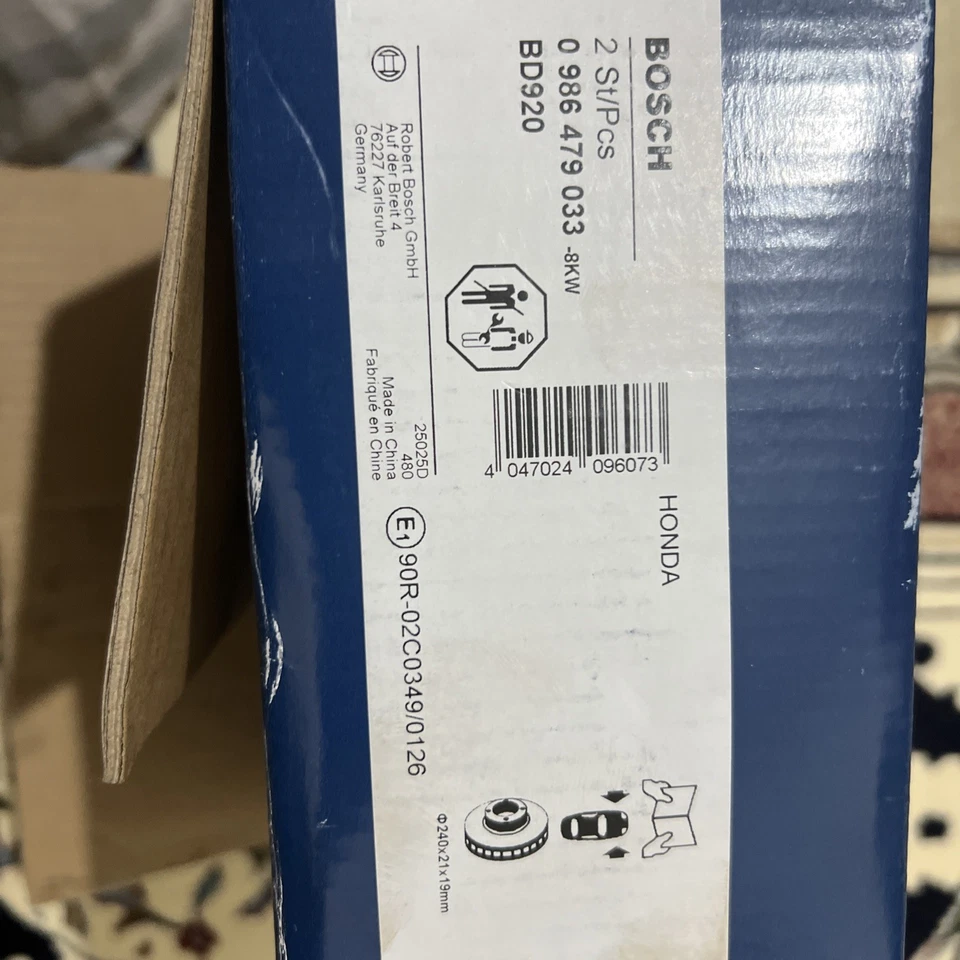 BOSCH
2 St/Pcs
0 986 479 033 -8KW
BD920
Robert Bosch GmbH
Auf der Breit 4
76227 Karlsruhe
Germany
25025D
480
Made in China
Fabriqué en Chine
4 047024 096073
HONDA
E1 90R-02C0349/0126
Φ240x21x19mm